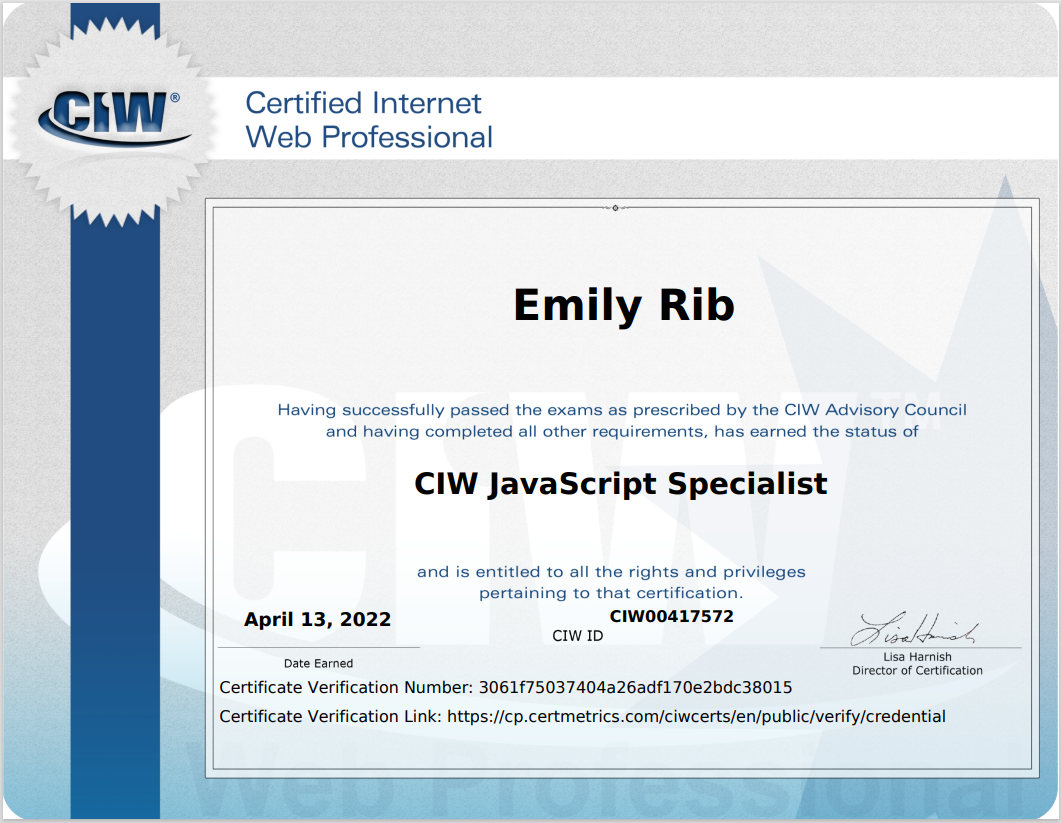 CIW®
Certified Internet
Web Professional
Emily Rib
Having successfully passed the exams as prescribed by the CIW Advisory Council
and having completed all other requirements, has earned the status of
CIW JavaScript Specialist
and is entitled to all the rights and privileges
pertaining to that certification.
April 13, 2022
Date Earned
CIW00417572
CIW ID
Lisa Harnish
Lisa Harnish
Director of Certification
Certificate Verification Number: 3061f75037404a26adf170e2bdc38015
Certificate Verification Link: https://cp.certmetrics.com/ciwcerts/en/public/verify/credential
CIW TM
Web Professional